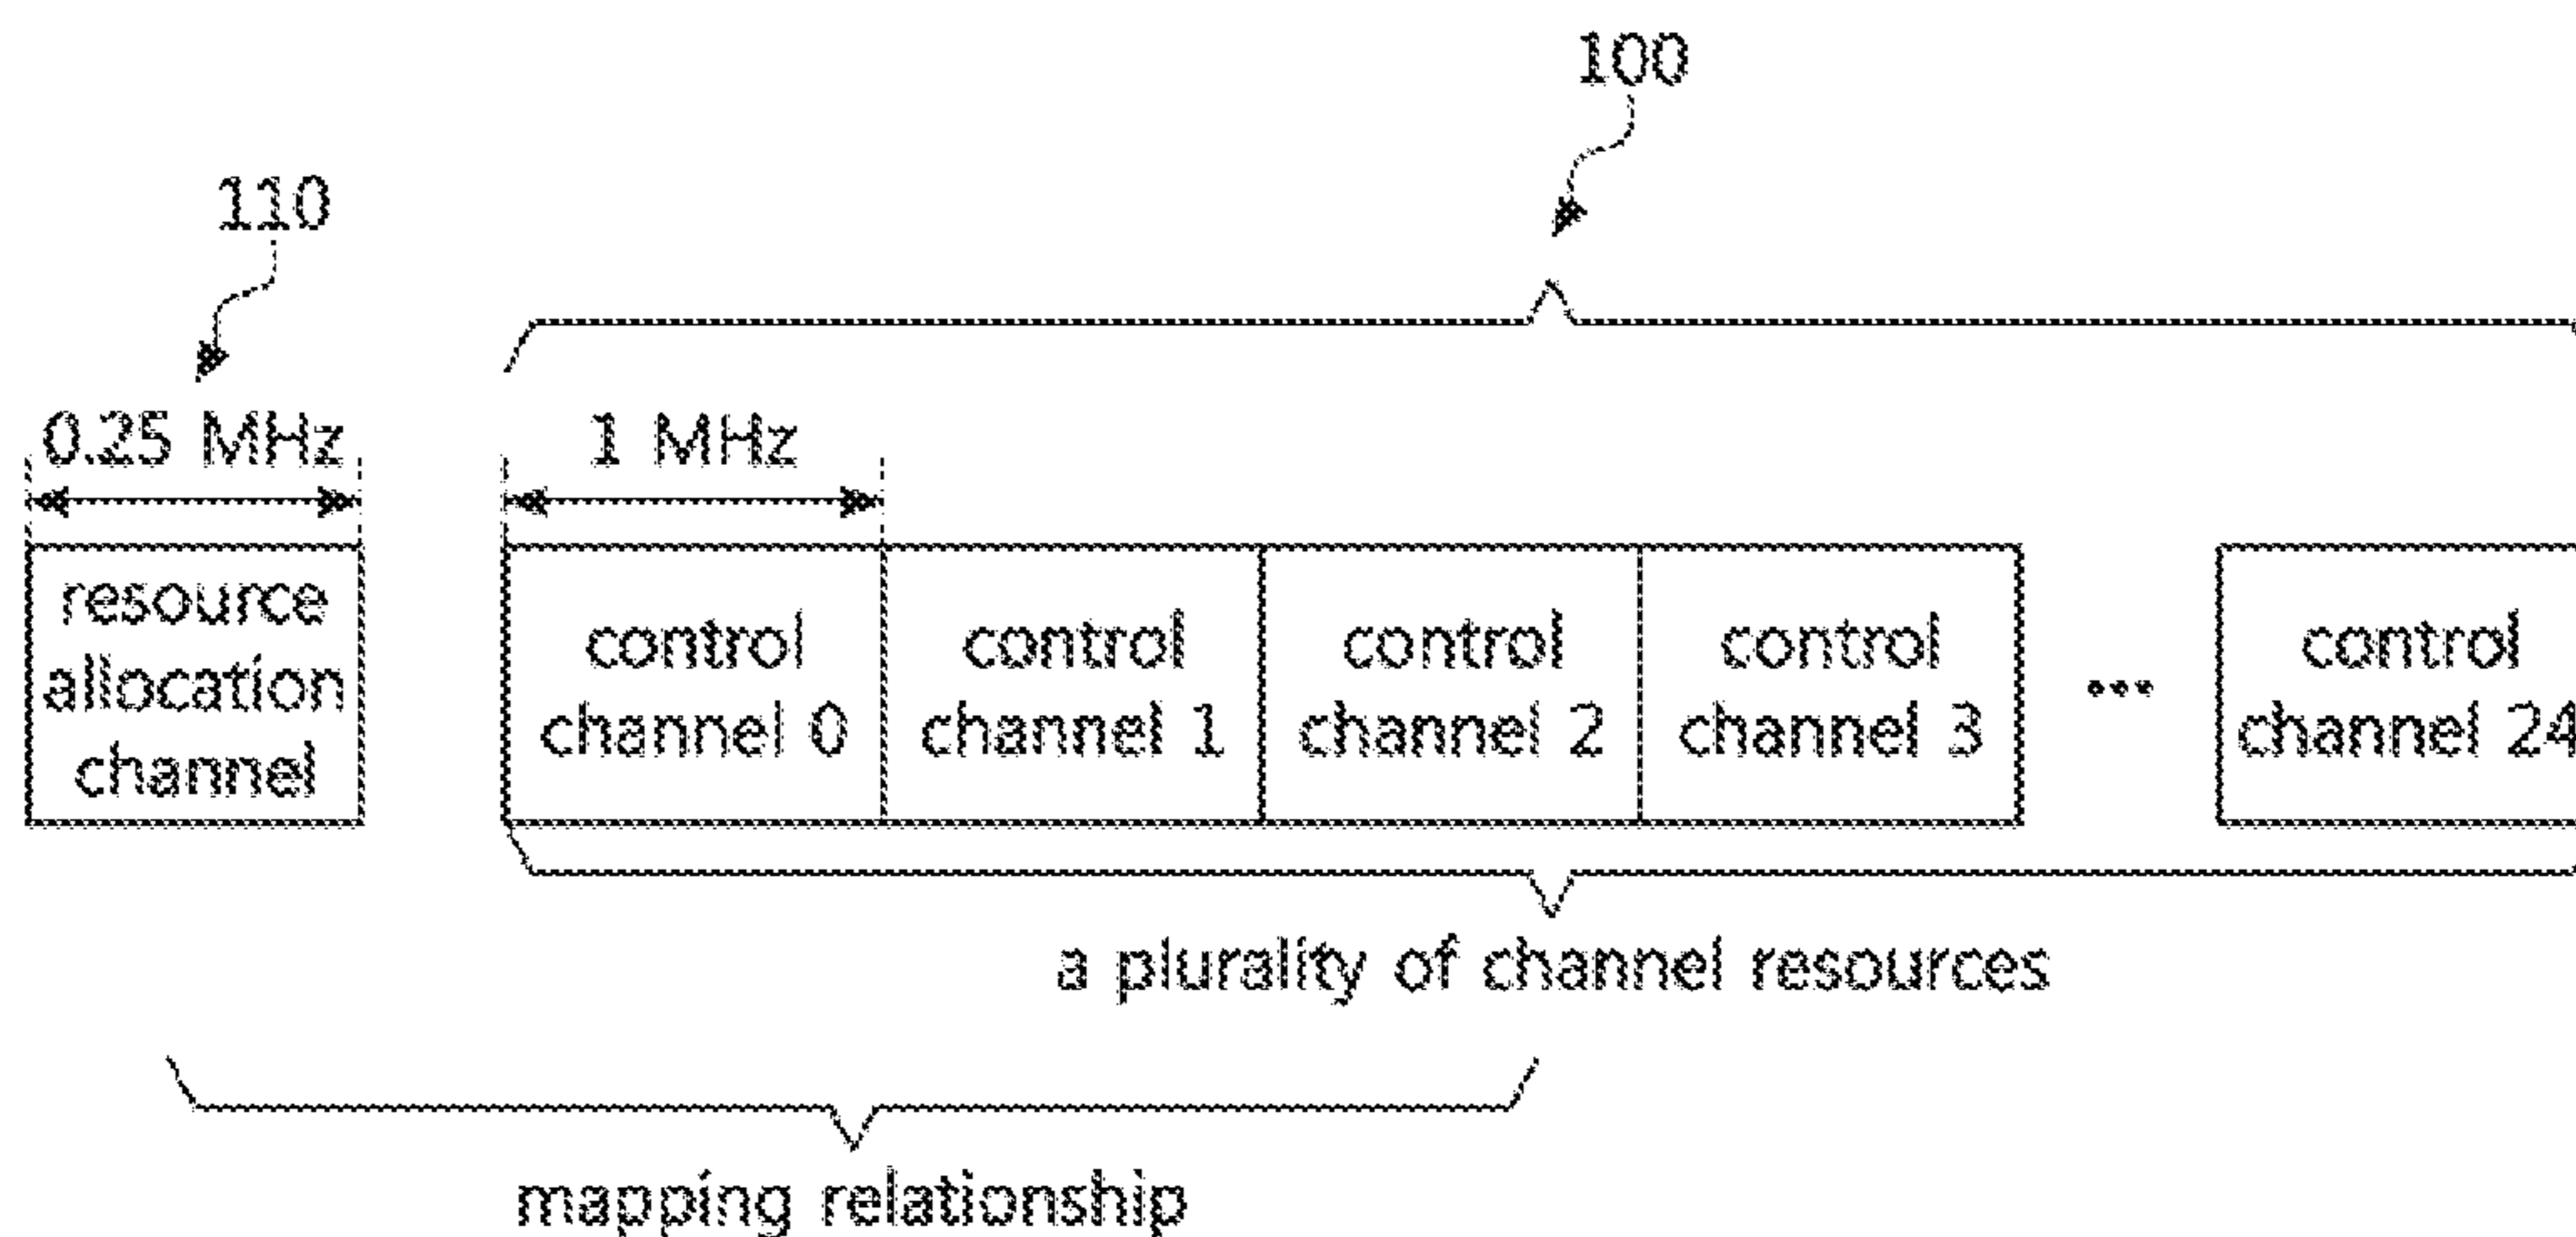 100
110
0.25 MHz
1 MHz
resource
allocation
channel
control
channel 0
control
channel 1
control
channel 2
control
channel 3
...
control
channel 24
a plurality of channel resources
mapping relationship